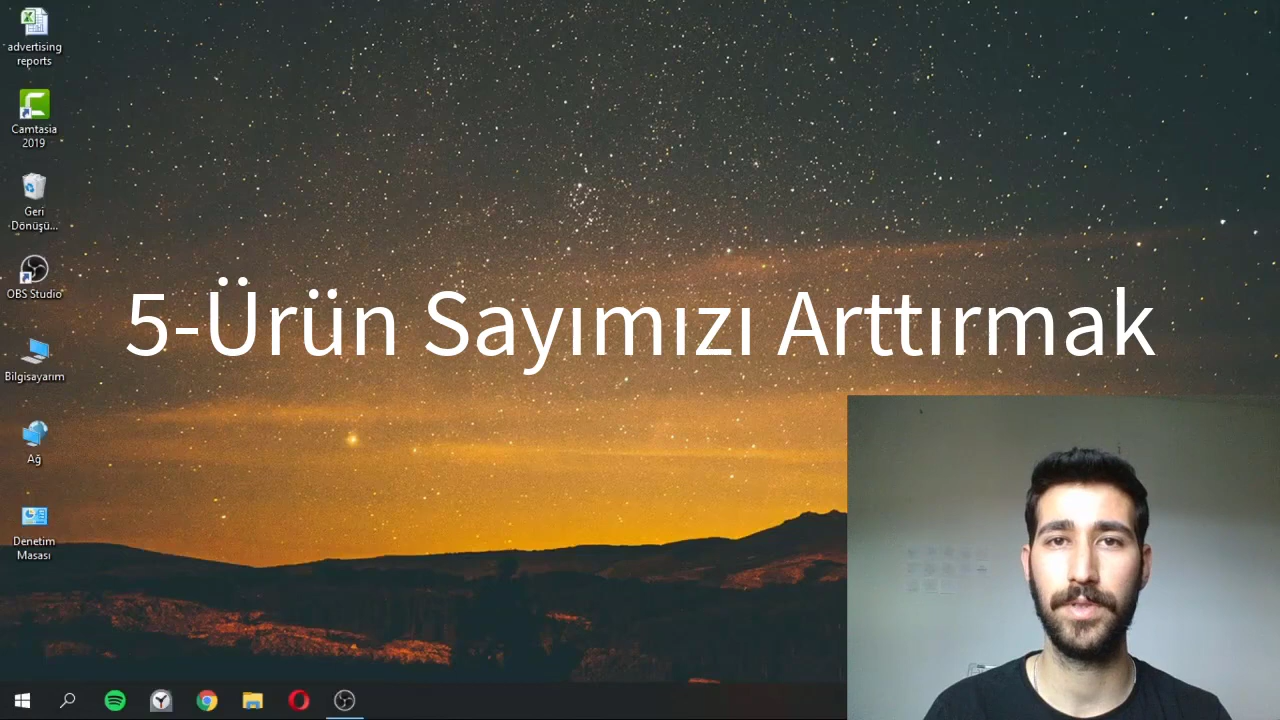 advertising
reports
Camtasia
2019
Geri
Dönüşü...
OBS Studio
5-Ürün Sayımızı Arttırmak
Bilgisayarım
Ağ
Denetim
Masası